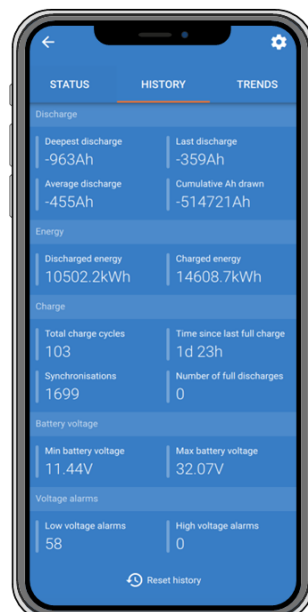 STATUS HISTORY TRENDS
Discharge
Deepest discharge Last discharge
-963Ah -359Ah
Average discharge Cumulative Ah drawn
-455Ah -514721Ah
Energy
Discharged energy Charged energy
10502.2kWh 14608.7kWh
Charge
Total charge cycles Time since last full charge
103 1d 23h
Synchronisations Number of full discharges
1699 0
Battery voltage
Min battery voltage Max battery voltage
11.44V 32.07V
Voltage alarms
Low voltage alarms High voltage alarms
58 0
Reset history